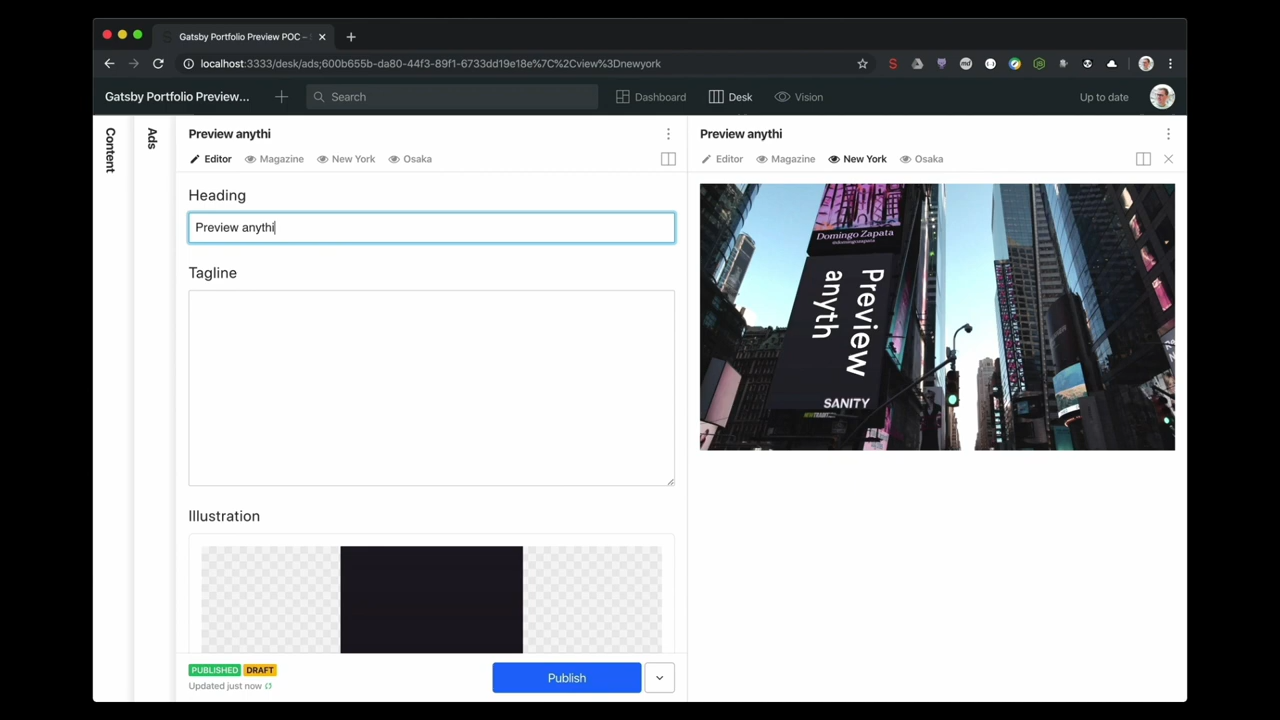 Gatsby Portfolio Preview POC –
localhost:3333/desk/ads;600b655b-da80-44f3-89f1-6733dd19e18e%7C%2Cview%3Dnewyork
Gatsby Portfolio Preview...
Search
Dashboard
Desk
Vision
Up to date
Content
Ads
Preview anythi
Editor
Magazine
New York
Osaka
Heading
Preview anythi
Tagline
Illustration
PUBLISHED DRAFT
Updated just now
Publish
Preview anythi
Editor
Magazine
New York
Osaka
Domingo Zapata
@domingozapata
Preview
anyth
SANITY